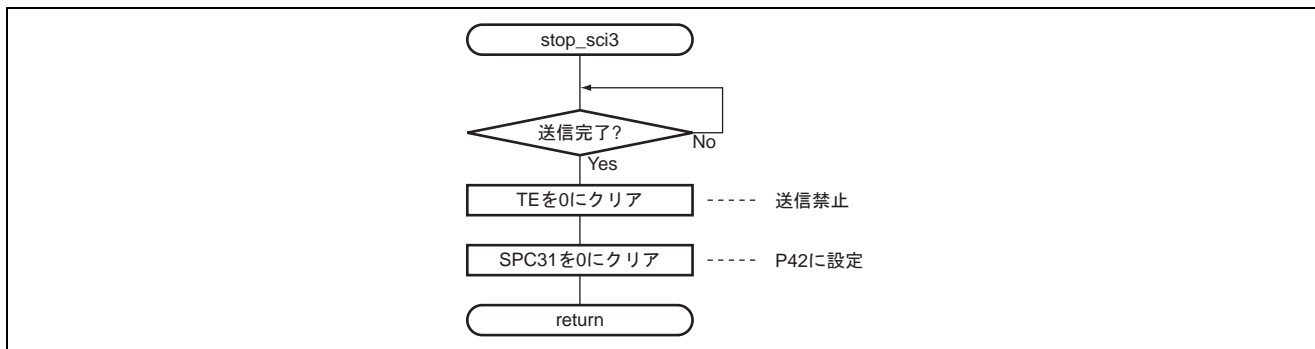 stop_sci3
送信完了?
No
Yes
TEを0にクリア ----- 送信禁止
SPC31を0にクリア ----- P42に設定
return